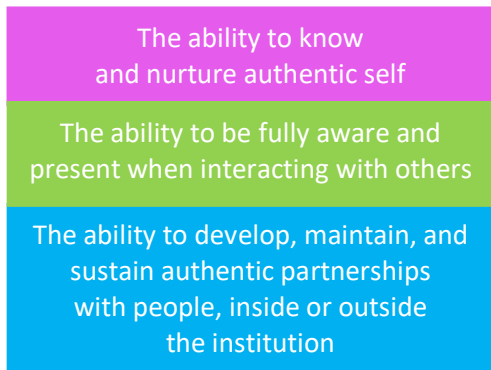 The ability to know
and nurture authentic self
The ability to be fully aware and
present when interacting with others
The ability to develop, maintain, and
sustain authentic partnerships
with people, inside or outside
the institution